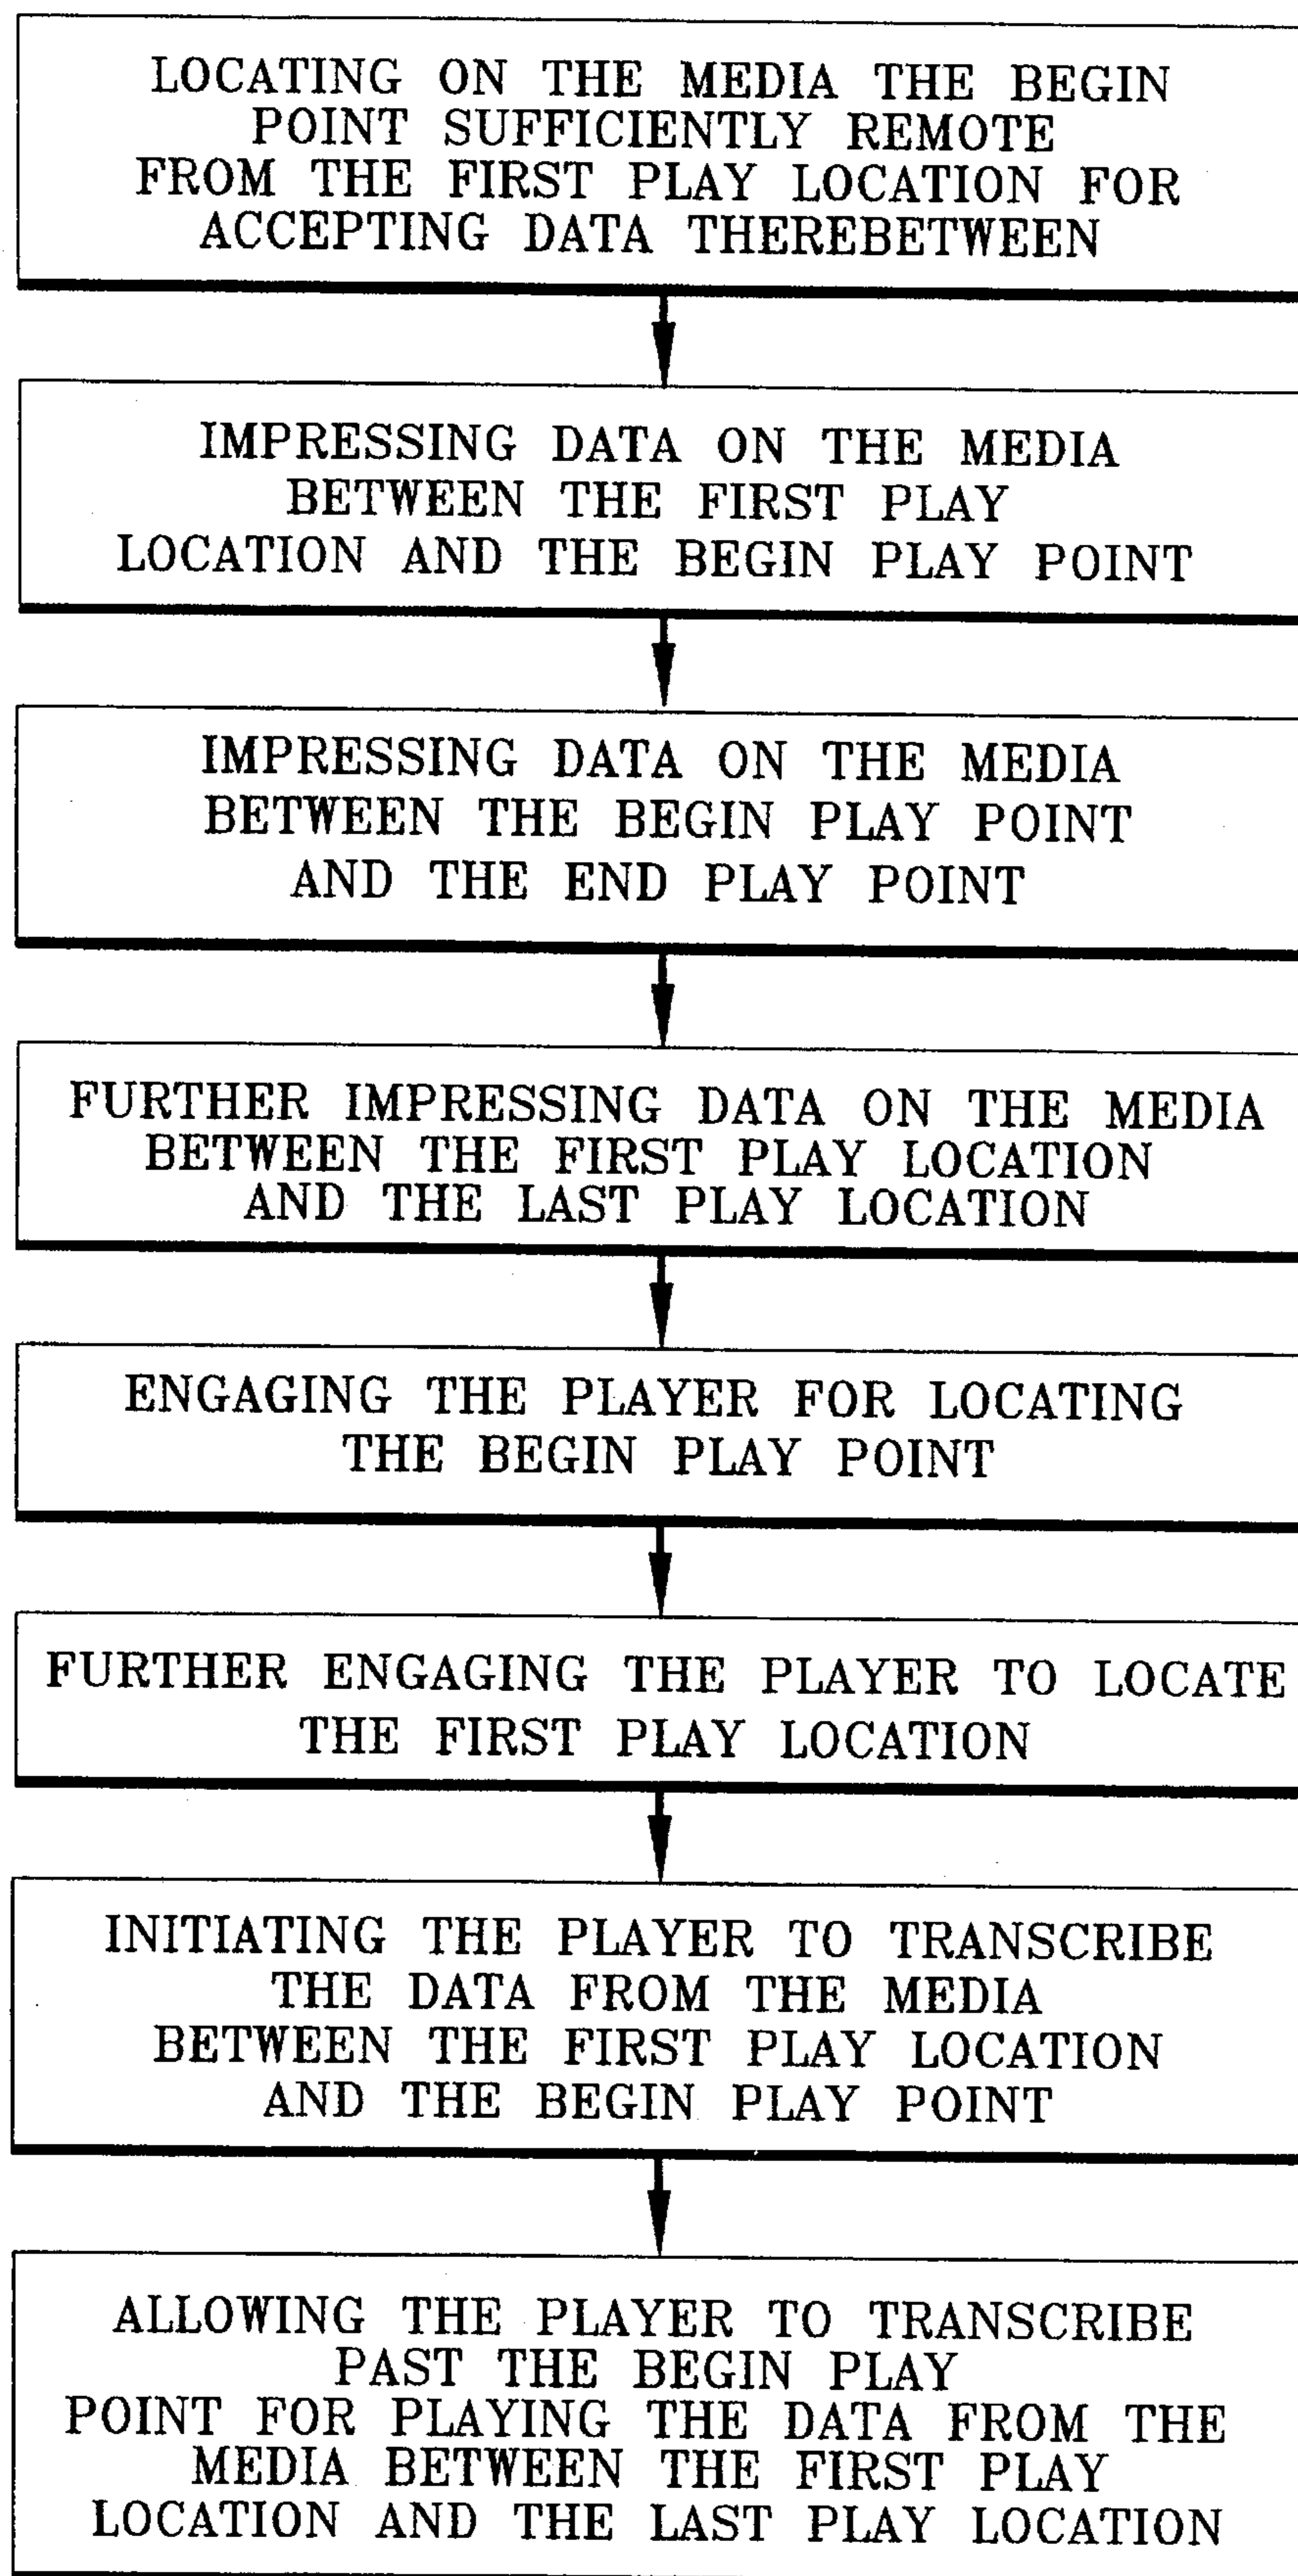 LOCATING ON THE MEDIA THE BEGIN
POINT SUFFICIENTLY REMOTE
FROM THE FIRST PLAY LOCATION FOR
ACCEPTING DATA THEREBETWEEN
IMPRESSING DATA ON THE MEDIA
BETWEEN THE FIRST PLAY
LOCATION AND THE BEGIN PLAY POINT
IMPRESSING DATA ON THE MEDIA
BETWEEN THE BEGIN PLAY POINT
AND THE END PLAY POINT
FURTHER IMPRESSING DATA ON THE MEDIA
BETWEEN THE FIRST PLAY LOCATION
AND THE LAST PLAY LOCATION
ENGAGING THE PLAYER FOR LOCATING
THE BEGIN PLAY POINT
FURTHER ENGAGING THE PLAYER TO LOCATE
THE FIRST PLAY LOCATION
INITIATING THE PLAYER TO TRANSCRIBE
THE DATA FROM THE MEDIA
BETWEEN THE FIRST PLAY LOCATION
AND THE BEGIN PLAY POINT
ALLOWING THE PLAYER TO TRANSCRIBE
PAST THE BEGIN PLAY
POINT FOR PLAYING THE DATA FROM THE
MEDIA BETWEEN THE FIRST PLAY
LOCATION AND THE LAST PLAY LOCATION